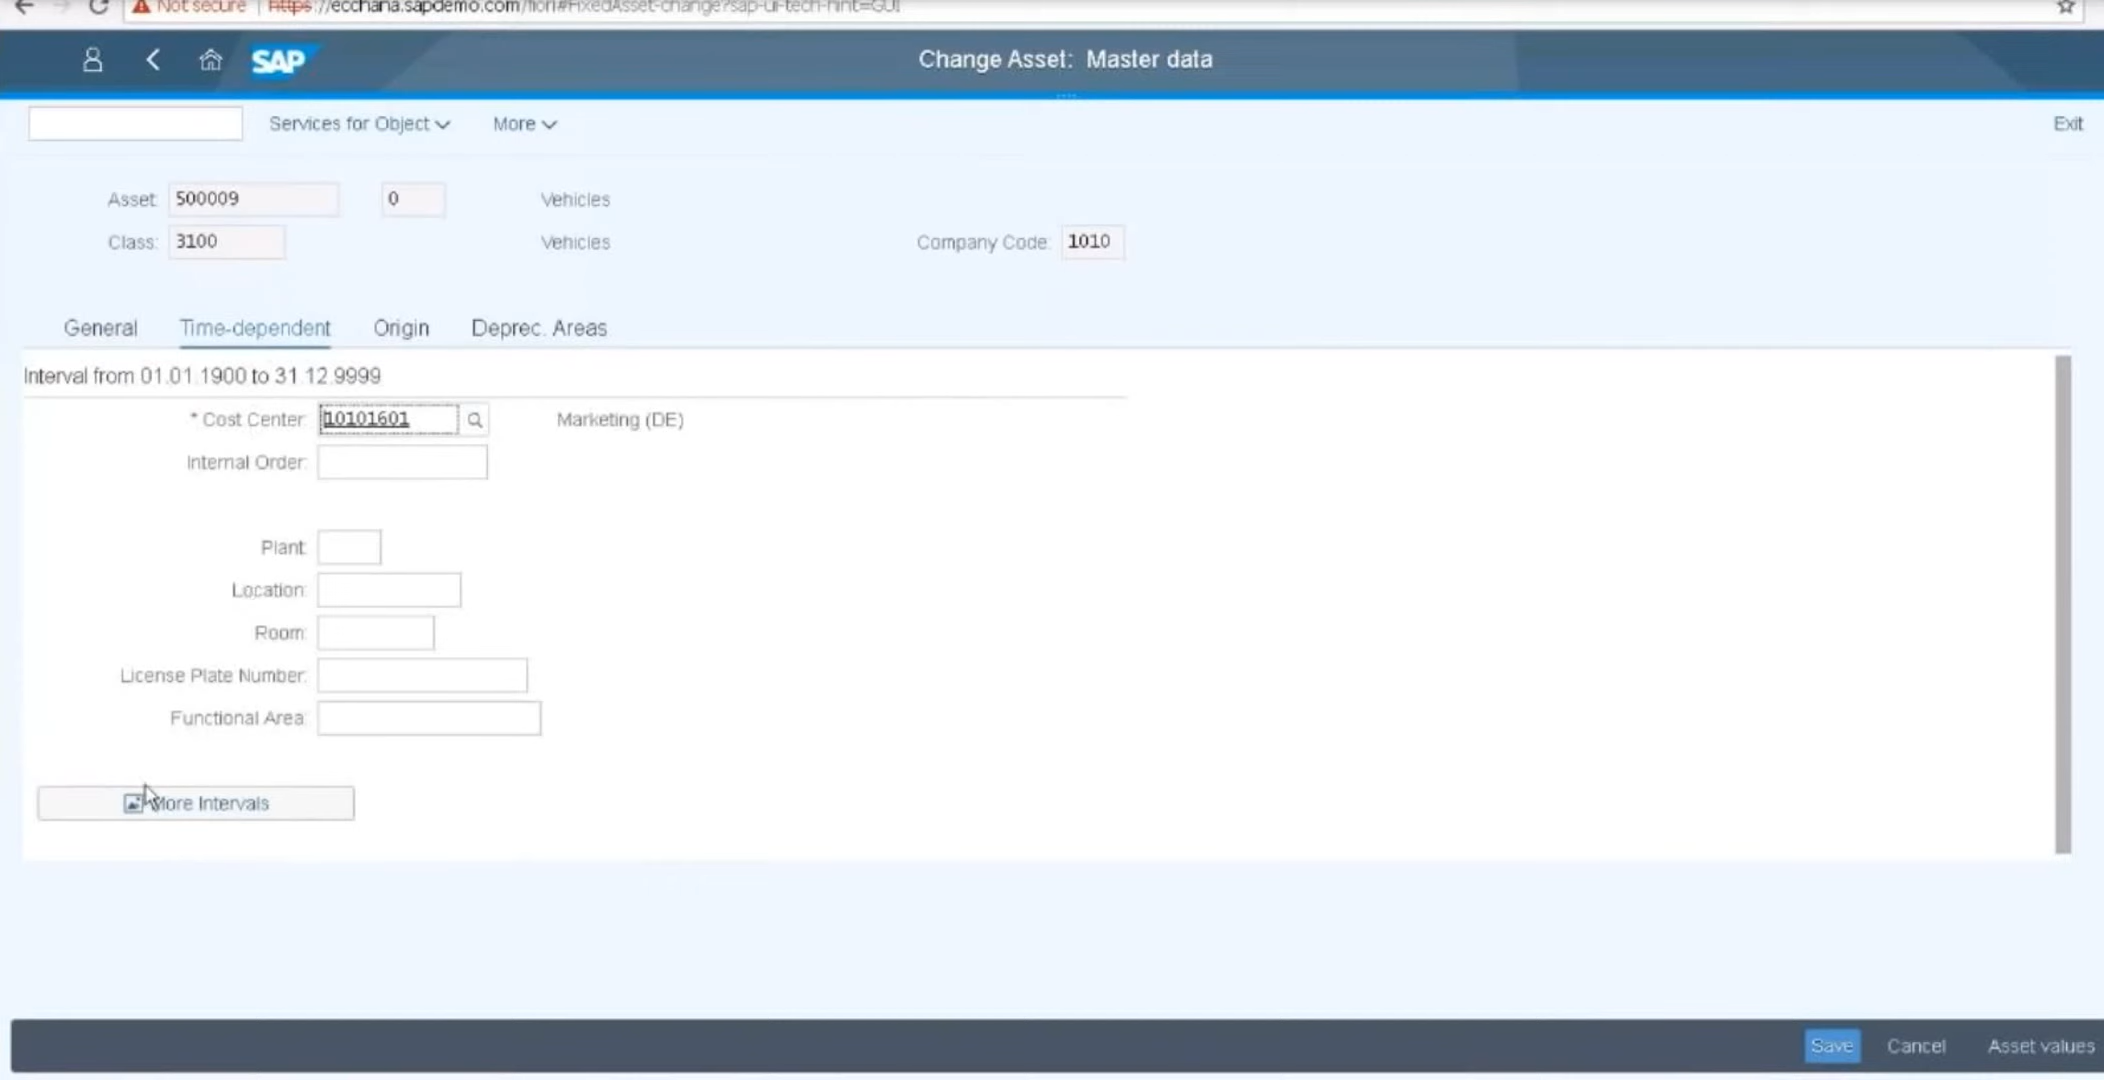 Not secure | https://ecchana.sapdemo.com/fiori#FixedAsset-change?sap-ui-tech-hint=GUI
SAP Change Asset: Master data
Services for Object More Exit
Asset: 500009 0 Vehicles
Class: 3100 Vehicles Company Code: 1010
General Time-dependent Origin Deprec. Areas
Interval from 01.01.1900 to 31.12.9999
* Cost Center: 10101601 Marketing (DE)
Internal Order:
Plant:
Location:
Room:
License Plate Number:
Functional Area:
More Intervals
Save Cancel Asset values